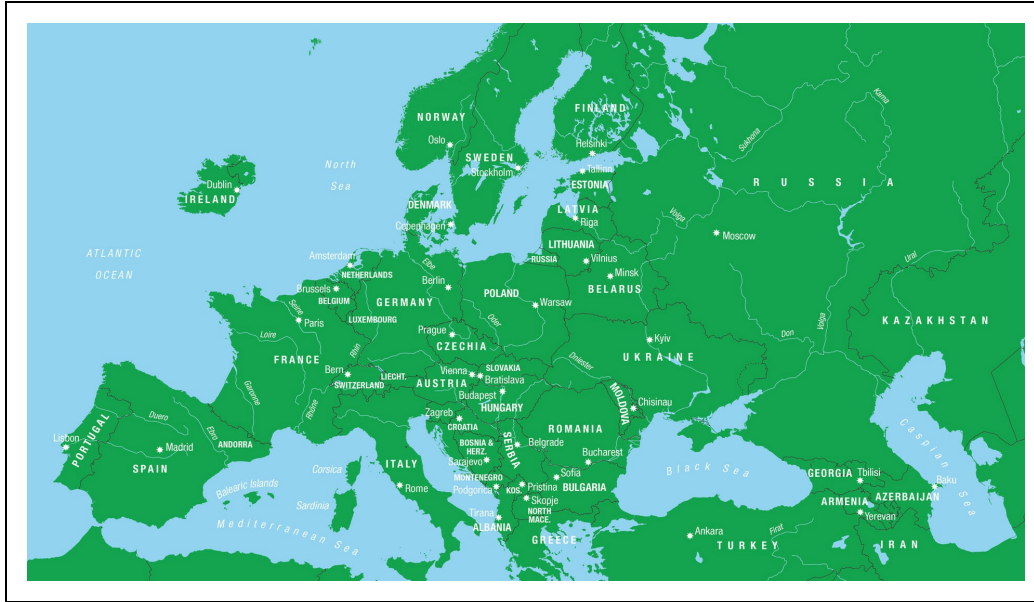 NORWAY
FINLAND
Oslo
Helsinki
SWEDEN
Stockholm
Tallinn
ESTONIA
Sukhona
Kama
North
Sea
Dublin
IRELAND
DENMARK
Copenhagen
LATVIA
Riga
RUSSIA
Volga
Moscow
ATLANTIC
OCEAN
Amsterdam
NETHERLANDS
Elbe
Berlin
LITHUANIA
RUSSIA
Vilnius
Minsk
BELARUS
Ural
Brussels
BELGIUM
GERMANY
POLAND
Warsaw
Seine
Paris
LUXEMBOURG
Oder
Prague
CZECHIA
Loire
FRANCE
Rhin
Kyiv
UKRAINE
Don
Volga
KAZAKHSTAN
Dniester
Bern
SWITZERLAND
LIECHT.
Vienna
AUSTRIA
SLOVAKIA
Bratislava
Budapest
HUNGARY
MOLDOVA
Chisinau
Garonne
Rhône
Zagreb
CROATIA
ROMANIA
PORTUGAL
Lisbon
Duero
Ebro
Madrid
ANDORRA
SPAIN
BOSNIA &
HERZ.
Sarajevo
SERBIA
Belgrade
Bucharest
Corsica
ITALY
Rome
MONTENEGRO
Podgorica
KOS.
Pristina
Sofia
BULGARIA
Black Sea
Caspian Sea
GEORGIA
Tbilisi
Baku
AZERBAIJAN
ARMENIA
Yerevan
Balearic Islands
Sardinia
Mediterranean Sea
Tirana
ALBANIA
Skopje
NORTH
MACE.
GREECE
Ankara
TURKEY
Firat
IRAN